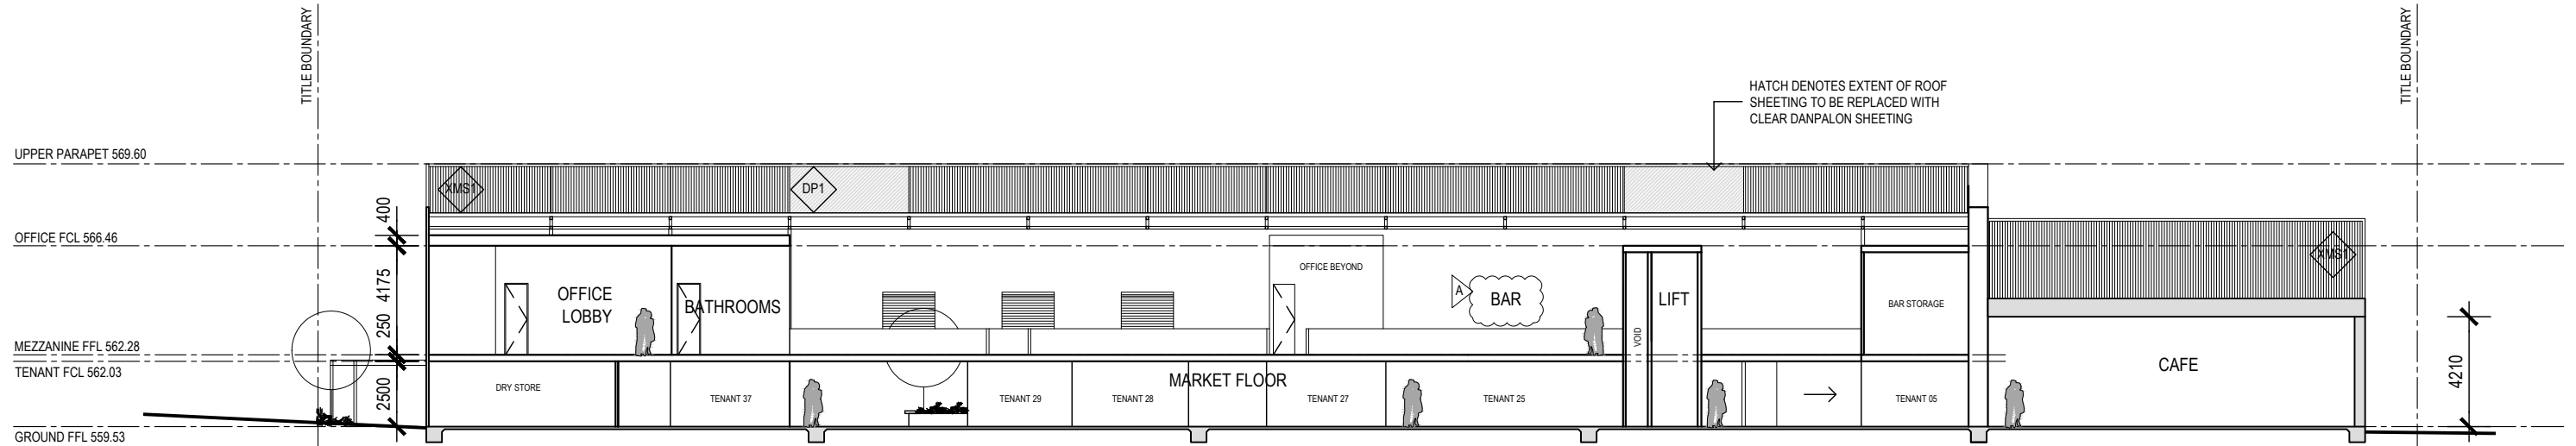 TITLE BOUNDARY
TITLE BOUNDARY
HATCH DENOTES EXTENT OF ROOF
SHEETING TO BE REPLACED WITH
CLEAR DANPALON SHEETING
UPPER PARAPET 569.60
XMS1
DP1
400
OFFICE FCL 566.46
XMS1
OFFICE BEYOND
4175
OFFICE
LOBBY
BATHROOMS
A
BAR
LIFT
BAR STORAGE
250
VOID
MEZZANINE FFL 562.28
TENANT FCL 562.03
CAFE
4210
2500
DRY STORE
MARKET FLOOR
TENANT 37
TENANT 29
TENANT 28
TENANT 27
TENANT 25
TENANT 05
GROUND FFL 559.53